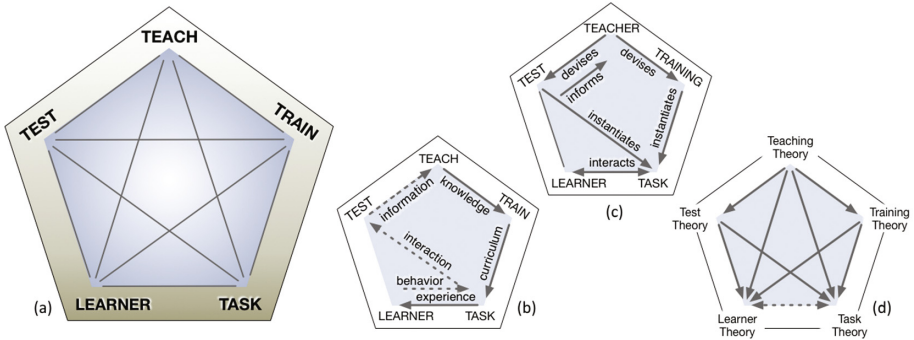 TEACH
TEST
TRAIN
LEARNER
TASK
(a)
TEACH
TEST
TRAIN
information
knowledge
interaction
curriculum
behavior
experience
LEARNER
TASK
(b)
TEACHER
TEST
TRAINING
devises
devises
informs
instantiates
instantiates
interacts
LEARNER
TASK
(c)
Teaching
Theory
Test
Theory
Training
Theory
Learner
Theory
Task
Theory
(d)